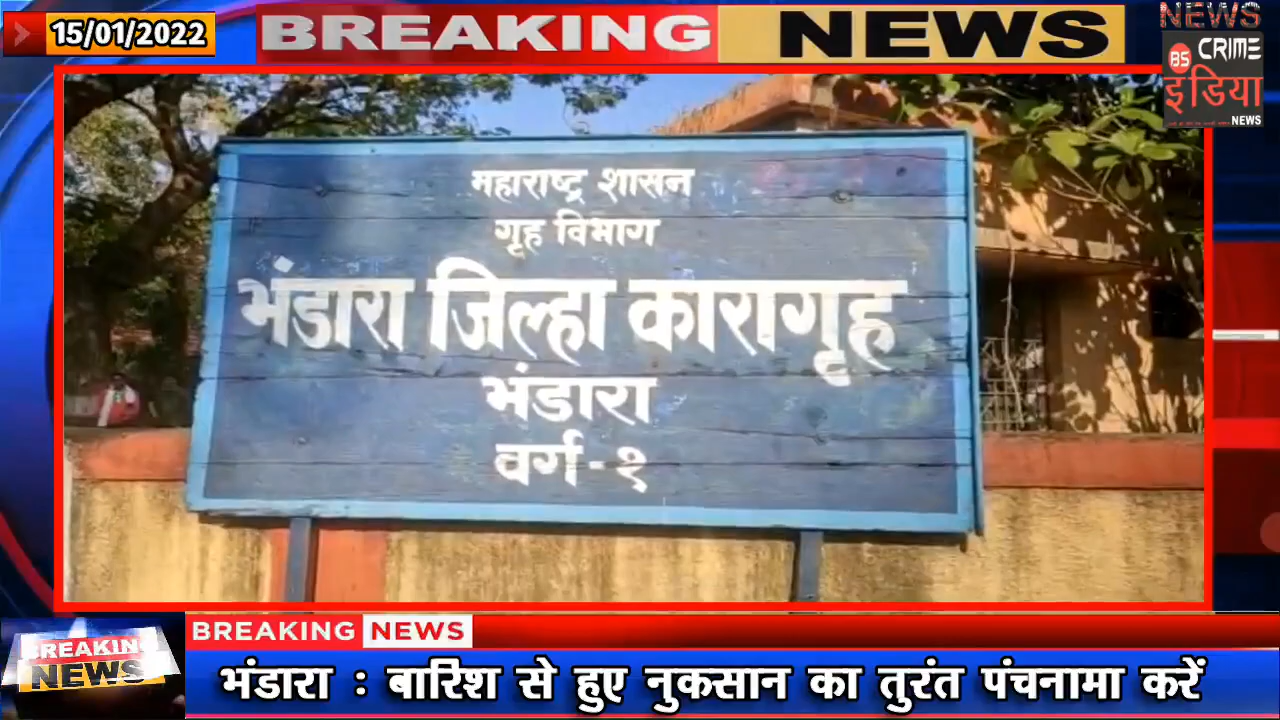 15/01/2022
BREAKING NEWS
NEWS
BS CRIME
इंडिया
NEWS
महाराष्ट्र शासन
गृह विभाग
भंडारा जिल्हा कारागृह
भंडारा
वर्ग-१
BREAKING NEWS
BREAKING
NEWS
भंडारा : बारिश से हुए नुकसान का तुरंत पंचनामा करें